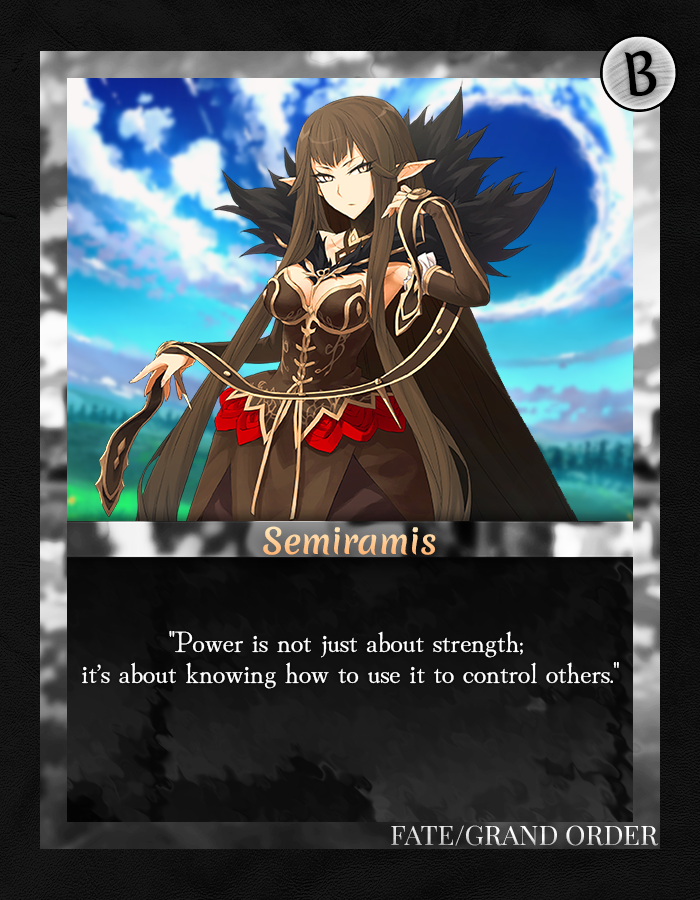 B
Semiramis
"Power is not just about strength;
it's about knowing how to use it to control others."
FATE/GRAND ORDER